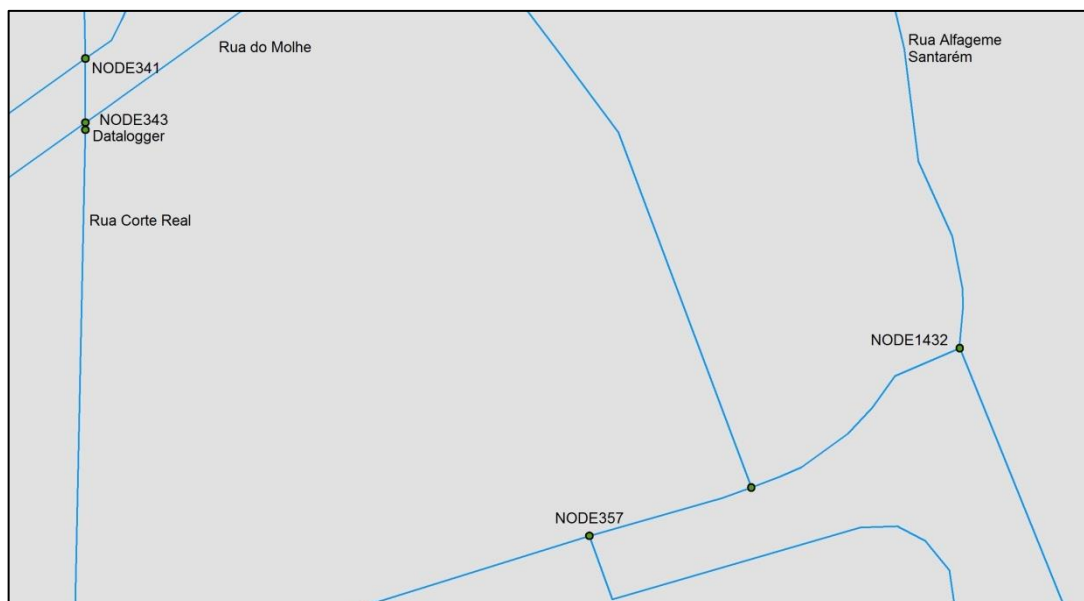 Rua do Molhe
Rua Alfageme
Santarém
NODE341
NODE343
Datalogger
Rua Corte Real
NODE1432
NODE357